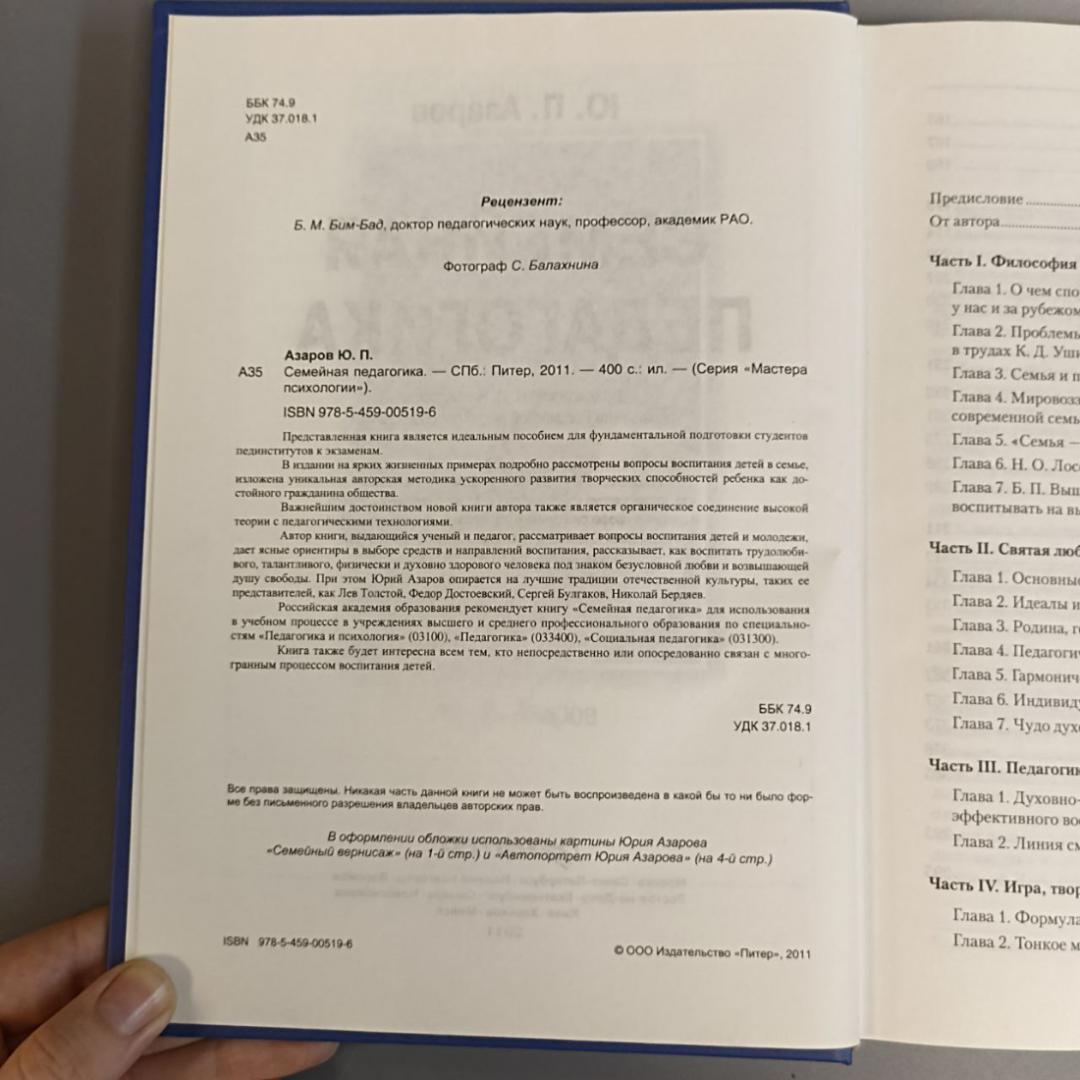 ББК 74.9
УДК 37.018.1
А35
Рецензент:
Б. М. Бим-Бад, доктор педагогических наук, профессор, академик РАО.
Фотограф С. Балахнина
Азаров Ю. П.
А35 Семейная педагогика. — СПб.: Питер, 2011. — 400 с.: ил. — (Серия «Мастера
психологии»).
ISBN 978-5-459-00519-6
Представленная книга является идеальным пособием для фундаментальной подготовки студентов
пединститутов к экзаменам.
В издании на ярких жизненных примерах подробно рассмотрены вопросы воспитания детей в семье,
изложена уникальная авторская методика ускоренного развития творческих способностей ребенка как до-
стойного гражданина общества.
Важнейшим достоинством новой книги автора также является органическое соединение высокой
теории с педагогическими технологиями.
Автор книги, выдающийся ученый и педагог, рассматривает вопросы воспитания детей и молодежи,
дает ясные ориентиры в выборе средств и направлений воспитания, рассказывает, как воспитать трудолюби-
вого, талантливого, физически и духовно здорового человека под знаком безусловной любви и возвышающей
душу свободы. При этом Юрий Азаров опирается на лучшие традиции отечественной культуры, таких ее
представителей, как Лев Толстой, Федор Достоевский, Сергей Булгаков, Николай Бердяев.
Российская академия образования рекомендует книгу «Семейная педагогика» для использования
в учебном процессе в учреждениях высшего и среднего профессионального образования по специально-
стям «Педагогика и психология» (03100), «Педагогика» (033400), «Социальная педагогика» (031300).
Книга также будет интересна всем тем, кто непосредственно или опосредованно связан с много-
гранным процессом воспитания детей.
ББК 74.9
УДК 37.018.1
Все права защищены. Никакая часть данной книги не может быть воспроизведена в какой бы то ни было фор-
ме без письменного разрешения владельцев авторских прав.
В оформлении обложки использованы картины Юрия Азарова
«Семейный вернисаж» (на 1-й стр.) и «Автопортрет Юрия Азарова» (на 4-й стр.)
ISBN 978-5-459-00519-6
© ООО Издательство «Питер», 2011
Предисловие
От автора
Часть I. Философия
Глава 1. О чем спо
у нас и за рубежом
Глава 2. Проблемы
в трудах К. Д. Уши
Глава 3. Семья и п
Глава 4. Мировозз
современной семь
Глава 5. «Семья —
Глава 6. Н. О. Лос
Глава 7. Б. П. Выш
воспитывать на вы
Часть II. Святая люб
Глава 1. Основные
Глава 2. Идеалы и
Глава 3. Родина, г
Глава 4. Педагоги
Глава 5. Гармонич
Глава 6. Индивиду
Глава 7. Чудо духо
Часть III. Педагогик
Глава 1. Духовно-
эффективного во
Глава 2. Линия см
Часть IV. Игра, твор
Глава 1. Формула
Глава 2. Тонкое м